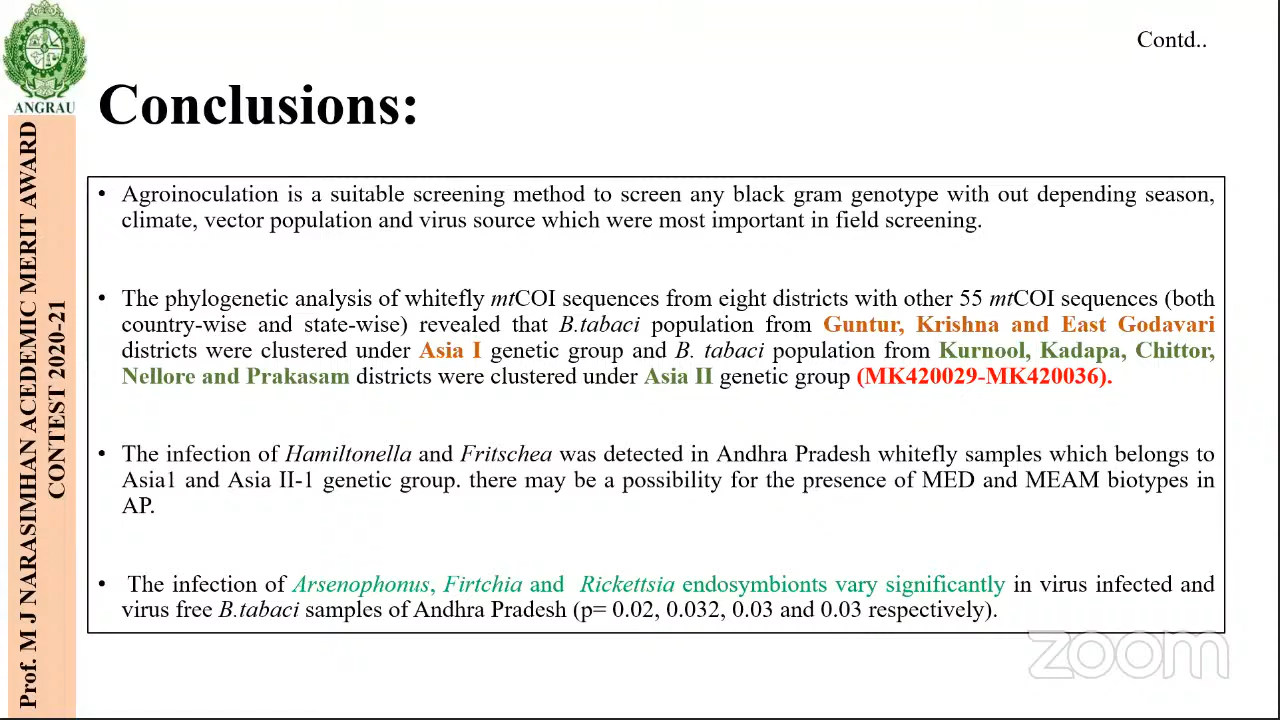 Contd..
ANGRAU
Conclusions:
Prof. M J NARASIMHAN ACEDEMIC MERIT AWARD
CONTEST 2020-21
• Agroinoculation is a suitable screening method to screen any black gram genotype with out depending season,
climate, vector population and virus source which were most important in field screening.
• The phylogenetic analysis of whitefly mtCOI sequences from eight districts with other 55 mtCOI sequences (both
country-wise and state-wise) revealed that B.tabaci population from Guntur, Krishna and East Godavari
districts were clustered under Asia I genetic group and B. tabaci population from Kurnool, Kadapa, Chittor,
Nellore and Prakasam districts were clustered under Asia II genetic group (MK420029-MK420036).
• The infection of Hamiltonella and Fritschea was detected in Andhra Pradesh whitefly samples which belongs to
Asia1 and Asia II-1 genetic group. there may be a possibility for the presence of MED and MEAM biotypes in
AP.
• The infection of Arsenophonus, Firtchia and Rickettsia endosymbionts vary significantly in virus infected and
virus free B.tabaci samples of Andhra Pradesh (p= 0.02, 0.032, 0.03 and 0.03 respectively).
zoom